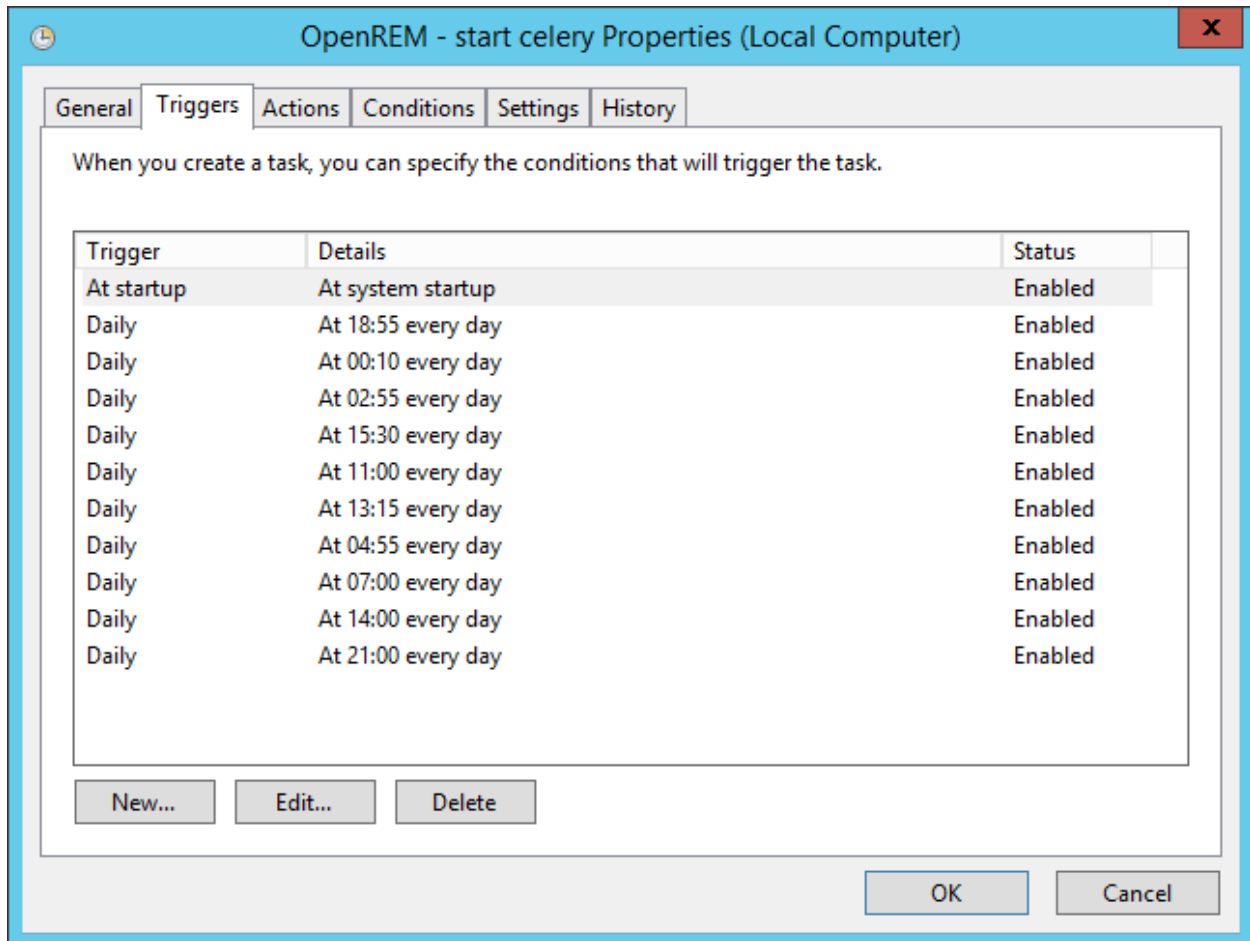 OpenREM - start celery Properties (Local Computer)
x
General Triggers Actions Conditions Settings History
When you create a task, you can specify the conditions that will trigger the task.
Trigger Details Status
At startup At system startup Enabled
Daily At 18:55 every day Enabled
Daily At 00:10 every day Enabled
Daily At 02:55 every day Enabled
Daily At 15:30 every day Enabled
Daily At 11:00 every day Enabled
Daily At 13:15 every day Enabled
Daily At 04:55 every day Enabled
Daily At 07:00 every day Enabled
Daily At 14:00 every day Enabled
Daily At 21:00 every day Enabled
New... Edit... Delete
OK Cancel